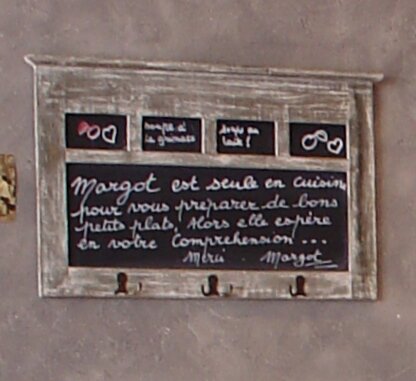 Margot est seule en cuisine
pour vous préparer de bons
petits plats. Alors elle espère
en votre Compréhension ...
Merci Margot